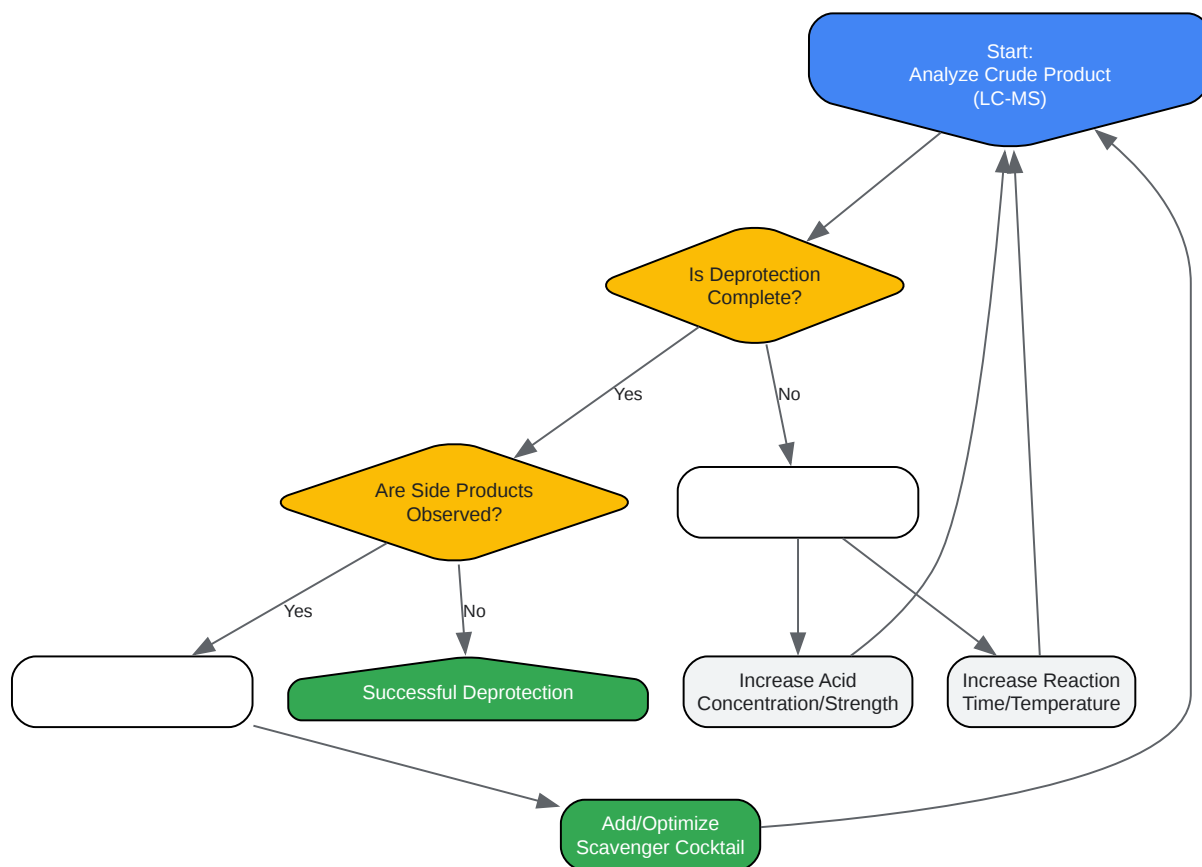 Start:
Analyze Crude Product
(LC-MS)
Is Deprotection
Complete?
Yes
No
Are Side Products
Observed?
Yes
No
Successful Deprotection
Increase Acid
Concentration/Strength
Increase Reaction
Time/Temperature
Add/Optimize
Scavenger Cocktail